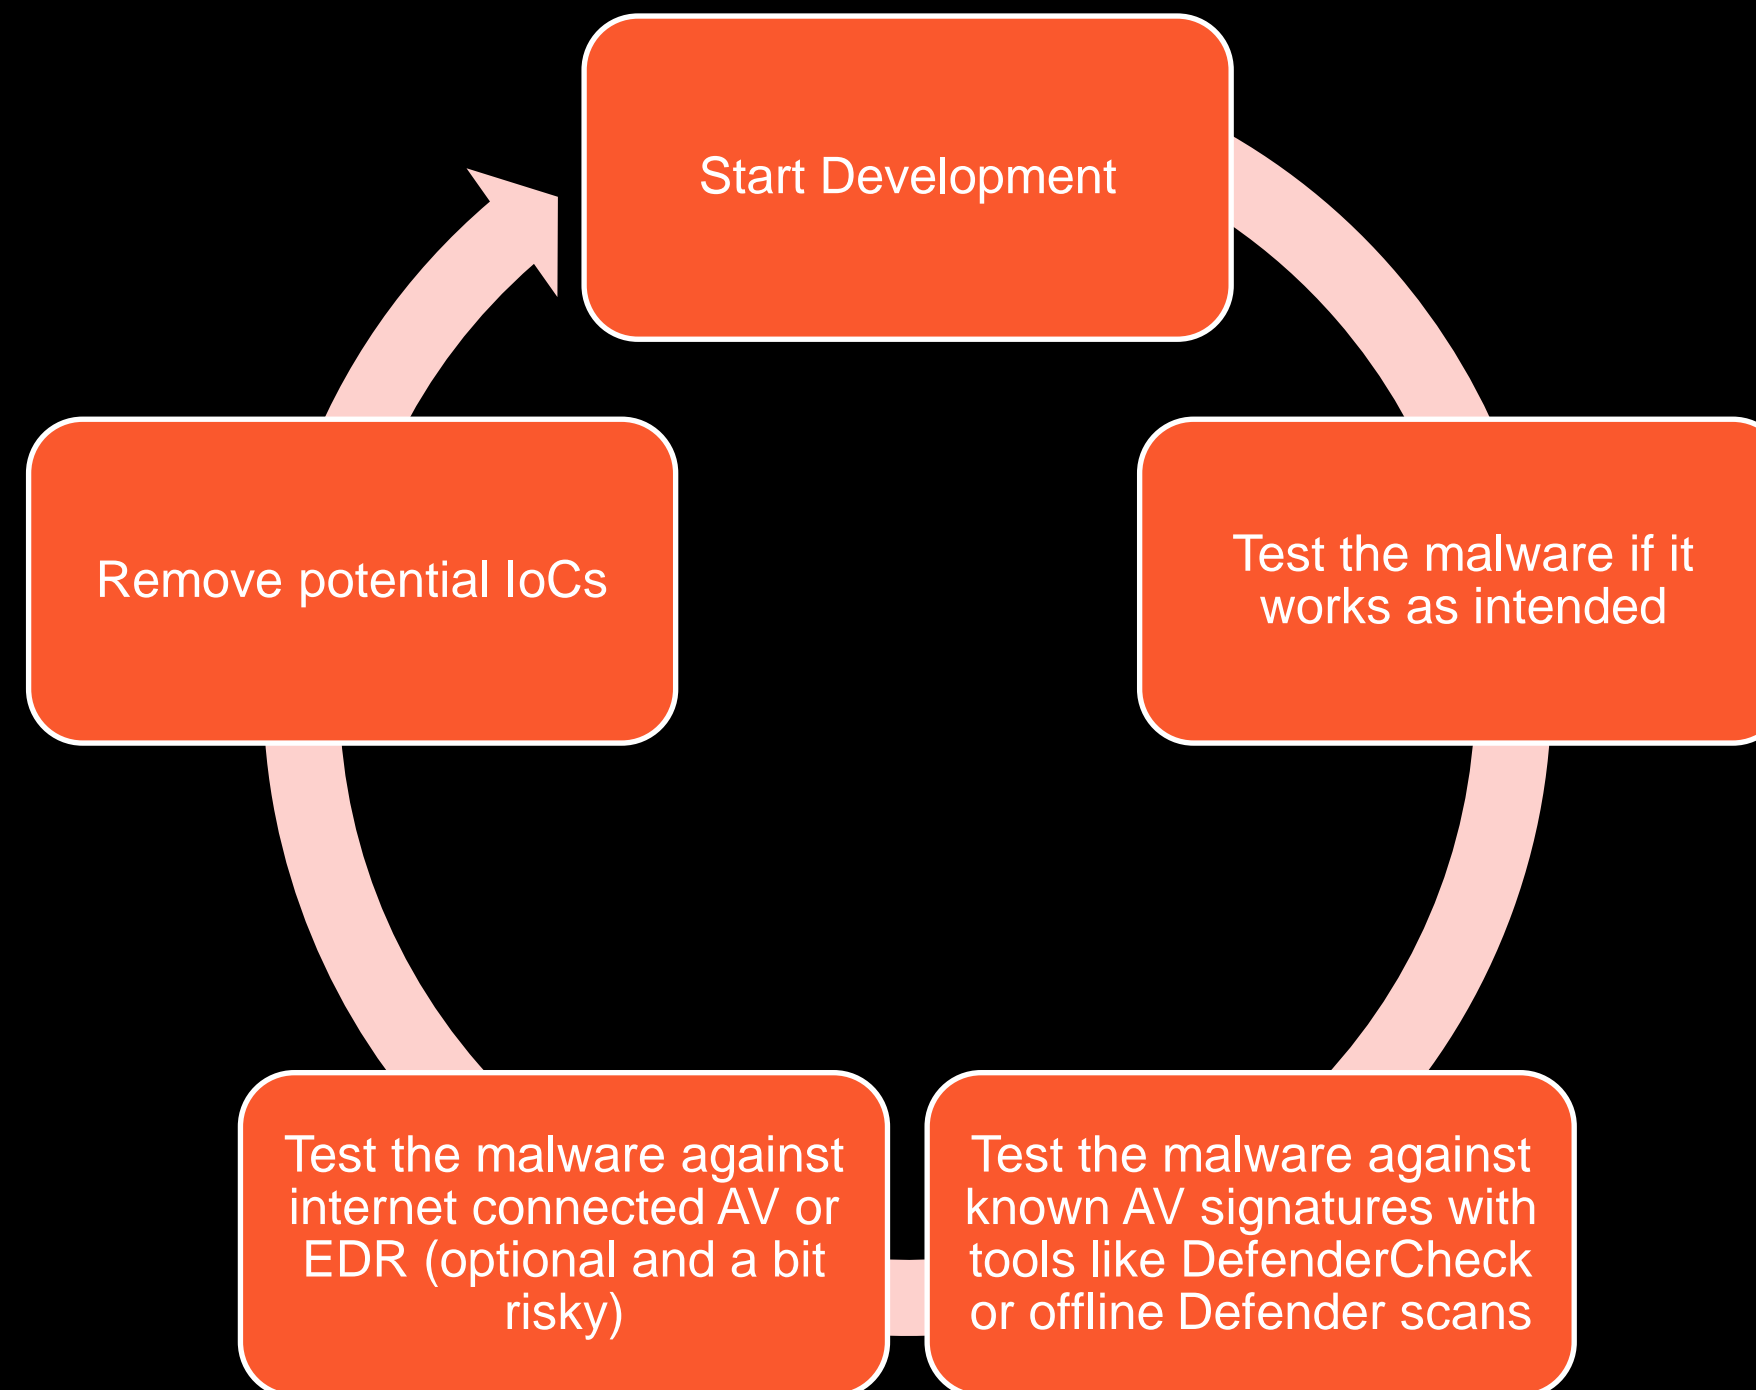 Start Development
Test the malware if it
works as intended
Test the malware against
known AV signatures with
tools like DefenderCheck
or offline Defender scans
Test the malware against
internet connected AV or
EDR (optional and a bit
risky)
Remove potential IoCs